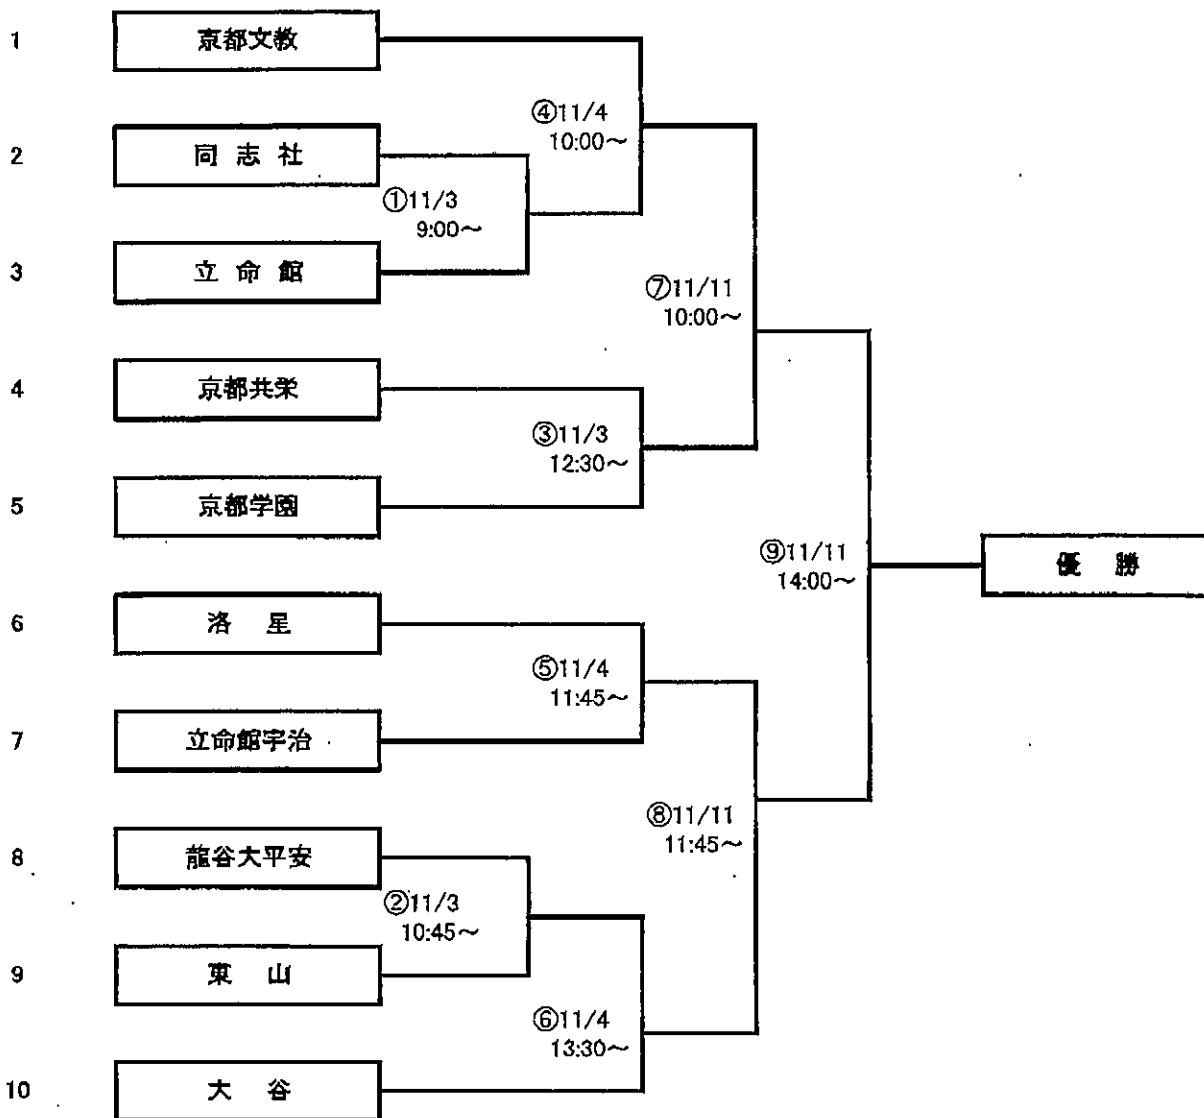 1 京都文教
④11/4
10:00～
2 同志社
①11/3
9:00～
3 立命館
⑦11/11
10:00～
4 京都共栄
③11/3
12:30～
5 京都学園
⑨11/11
14:00～
優勝
6 洛星
⑤11/4
11:45～
7 立命館宇治
⑧11/11
11:45～
8 龍谷大平安
②11/3
10:45～
9 東山
⑥11/4
13:30～
10 大谷